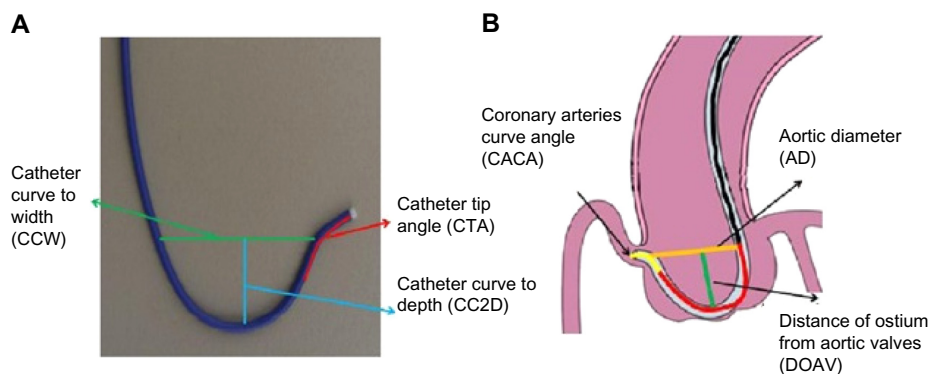 A
Catheter
curve to
width
(CCW)
Catheter tip
angle (CTA)
Catheter curve to
depth (CC2D)
B
Coronary arteries
curve angle
(CACA)
Aortic diameter
(AD)
Distance of ostium
from aortic valves
(DOAV)